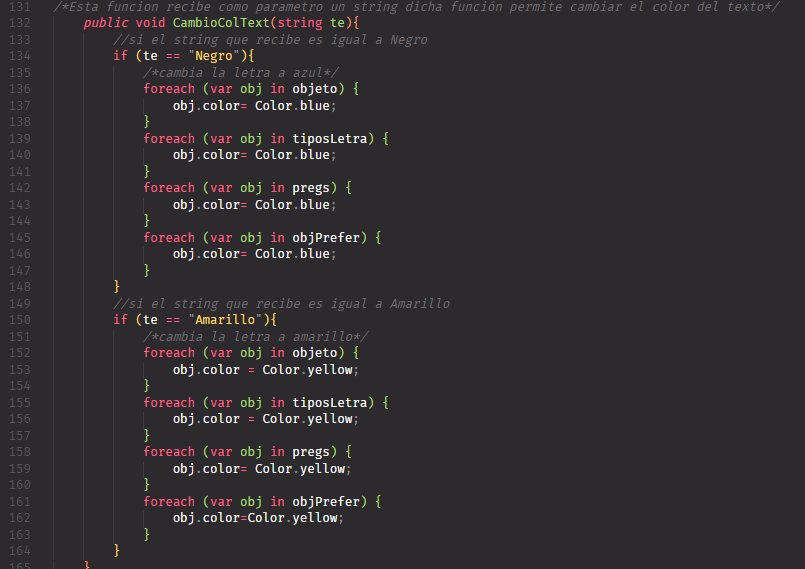 131 /*Esta funcion recibe como parametro un string dicha función permite cambiar el color del texto*/
132 public void CambioColText(string te){
133 //si el string que recibe es igual a Negro
134 if (te == "Negro"){
135 /*cambia la letra a azul*/
136 foreach (var obj in objeto) {
137 obj.color= Color.blue;
138 }
139 foreach (var obj in tiposLetra) {
140 obj.color= Color.blue;
141 }
142 foreach (var obj in pregs) {
143 obj.color= Color.blue;
144 }
145 foreach (var obj in objPrefer) {
146 obj.color= Color.blue;
147 }
148 }
149 //si el string que recibe es igual a Amarillo
150 if (te == "Amarillo"){
151 /*cambia la letra a amarillo*/
152 foreach (var obj in objeto) {
153 obj.color = Color.yellow;
154 }
155 foreach (var obj in tiposLetra) {
156 obj.color = Color.yellow;
157 }
158 foreach (var obj in pregs) {
159 obj.color= Color.yellow;
160 }
161 foreach (var obj in objPrefer) {
162 obj.color=Color.yellow;
163 }
164 }
165 }